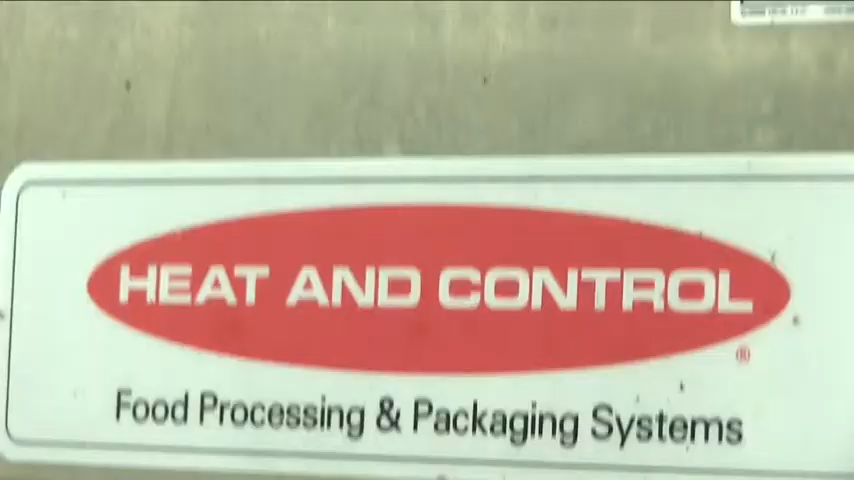 HEAT AND CONTROL
®
Food Processing & Packaging Systems